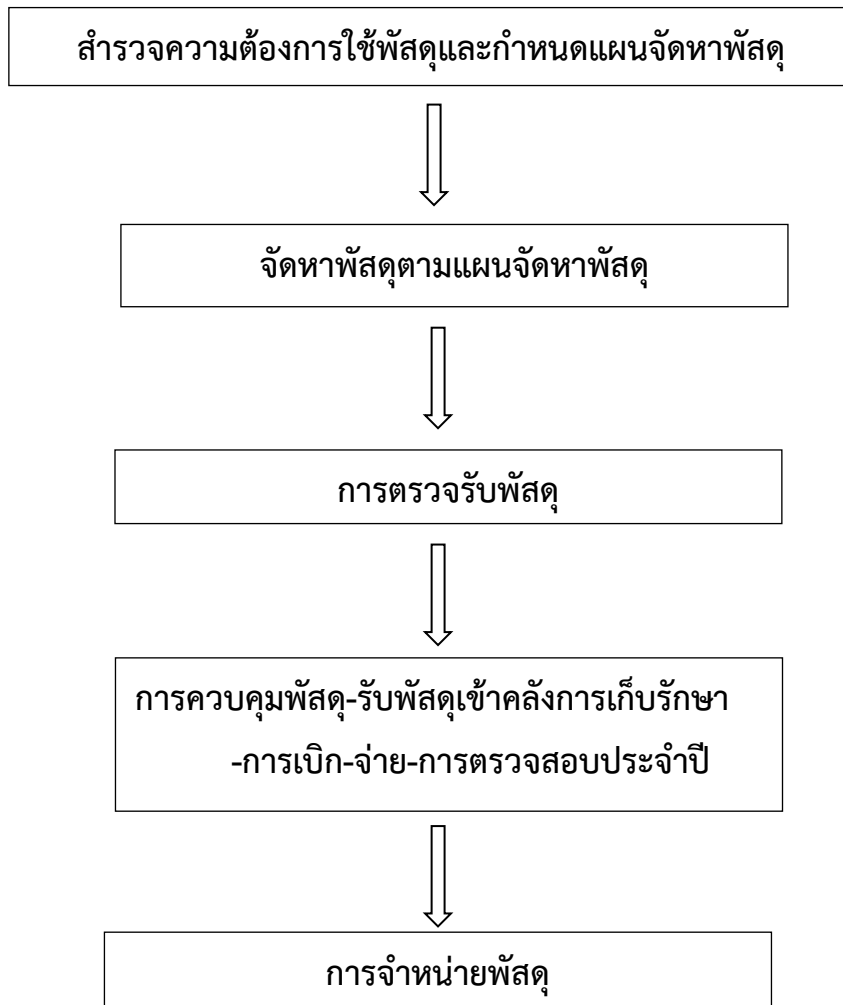 สำรวจความต้องการใช้พัสดุและกำหนดแผนจัดหาพัสดุ
จัดหาพัสดุตามแผนจัดหาพัสดุ
การตรวจรับพัสดุ
การควบคุมพัสดุ-รับพัสดุเข้าคลังการเก็บรักษา
-การเบิก-จ่าย-การตรวจสอบประจำปี
การจำหน่ายพัสดุ